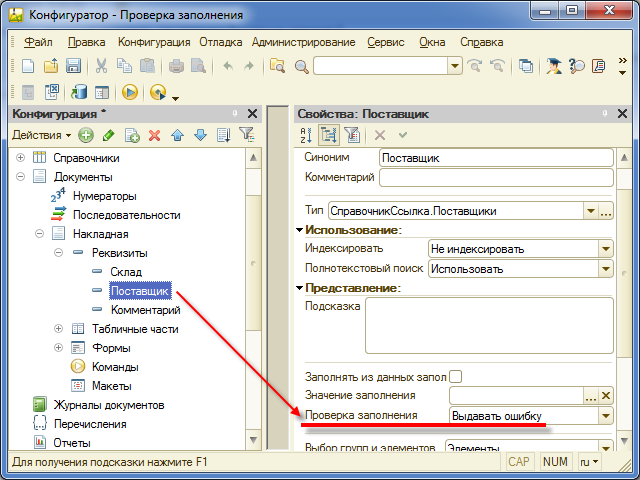 Конфигуратор - Проверка заполнения
Файл Правка Конфигурация Отладка Администрирование Сервис Окна Справка
Конфигурация *
Действия
Справочники
Документы
Нумераторы
Последовательности
Накладная
Реквизиты
Склад
Поставщик
Комментарий
Табличные части
Формы
Команды
Макеты
Журналы документов
Перечисления
Отчеты
Свойства: Поставщик
Синоним Поставщик
Комментарий
Тип СправочникСсылка.Поставщики ...
Использование:
Индексировать Не индексировать
Полнотекстовый поиск Использовать
Представление:
Подсказка
Заполнять из данных запол
Значение заполнения ... x
Проверка заполнения Выдавать ошибку
Выбор групп и элементов Элементы
Для получения подсказки нажмите F1 CAP NUM ru